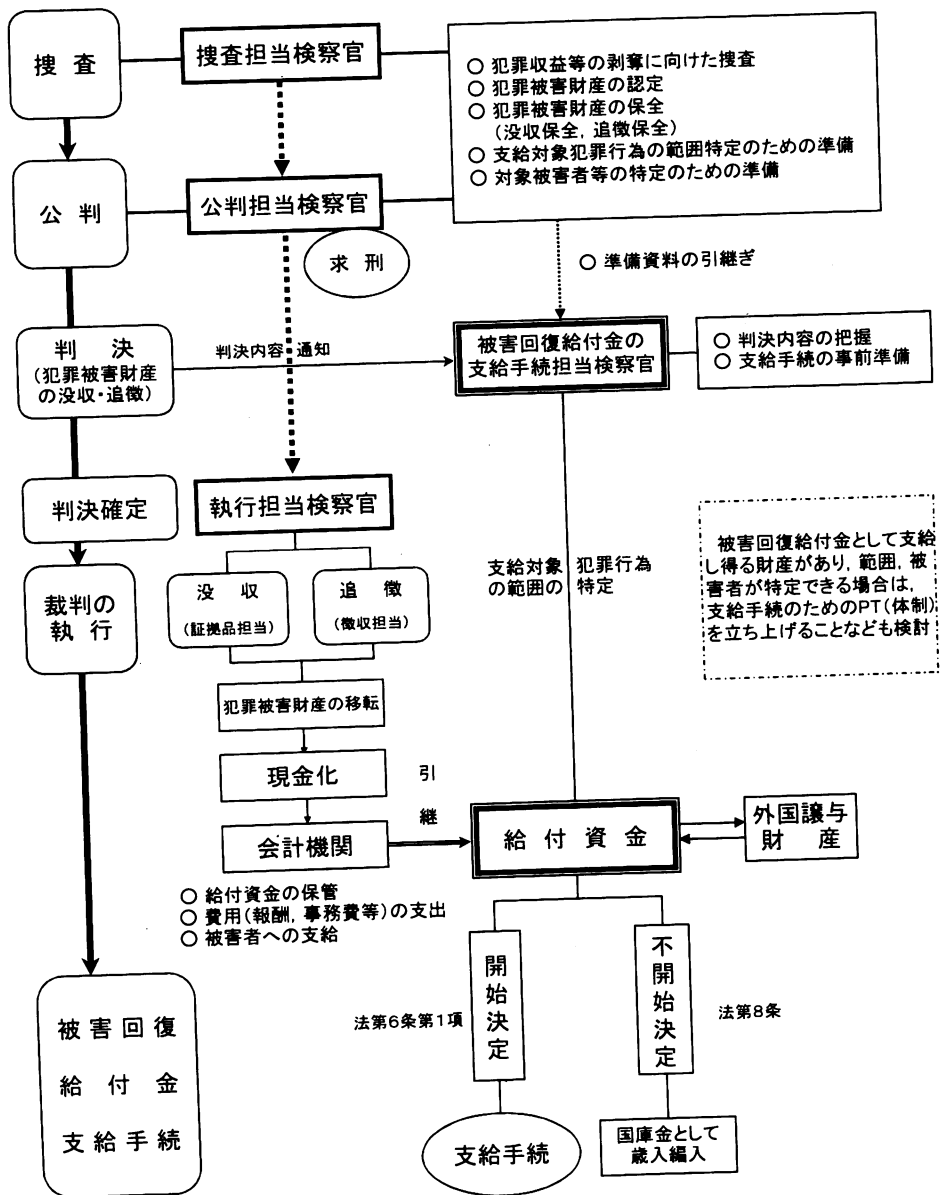 捜査
捜査担当検察官
○ 犯罪収益等の剥奪に向けた捜査
○ 犯罪被害財産の認定
○ 犯罪被害財産の保全
(没収保全, 追徴保全)
○ 支給対象犯罪行為の範囲特定のための準備
○ 対象被害者等の特定のための準備
公判
公判担当検察官
求刑
○ 準備資料の引継ぎ
判決
(犯罪被害財産
の没収・追徴)
判決内容 通知
被害回復給付金の
支給手続担当検察官
○ 判決内容の把握
○ 支給手続の事前準備
判決確定
執行担当検察官
裁判の
執行
没収
(証拠品担当)
追徴
(徴収担当)
支給対象 犯罪行為
の範囲の 特定
被害回復給付金として支給
し得る財産があり, 範囲, 被
害者が特定できる場合は,
支給手続のためのPT(体制)
を立ち上げることなども検討
犯罪被害財産の移転
現金化
引
継
会計機関
給付資金
外国譲与
財産
○ 給付資金の保管
○ 費用(報酬, 事務費等)の支出
○ 被害者への支給
法第6条第1項
開始決定
不開始決定
法第8条
被害回復
給付金
支給手続
支給手続
国庫金として
歳入編入